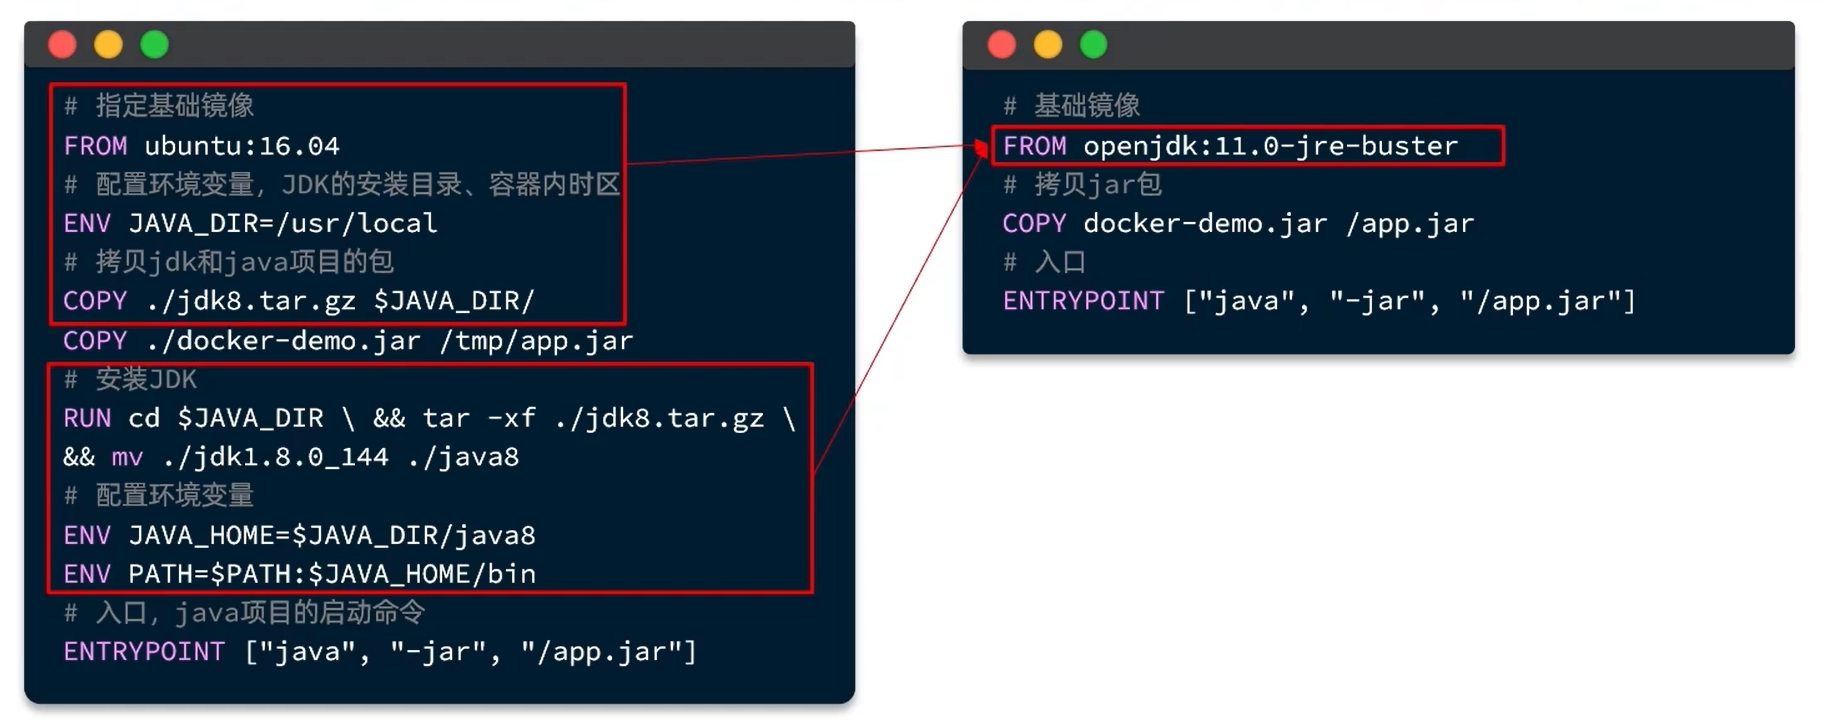 # 指定基础镜像
FROM ubuntu:16.04
# 配置环境变量，JDK的安装目录、容器内时区
ENV JAVA_DIR=/usr/local
# 拷贝jdk和java项目的包
COPY ./jdk8.tar.gz $JAVA_DIR/
COPY ./docker-demo.jar /tmp/app.jar
# 安装JDK
RUN cd $JAVA_DIR \ && tar -xf ./jdk8.tar.gz \
&& mv ./jdk1.8.0_144 ./java8
# 配置环境变量
ENV JAVA_HOME=$JAVA_DIR/java8
ENV PATH=$PATH:$JAVA_HOME/bin
# 入口，java项目的启动命令
ENTRYPOINT ["java", "-jar", "/app.jar"]
# 基础镜像
FROM openjdk:11.0-jre-buster
# 拷贝jar包
COPY docker-demo.jar /app.jar
# 入口
ENTRYPOINT ["java", "-jar", "/app.jar"]